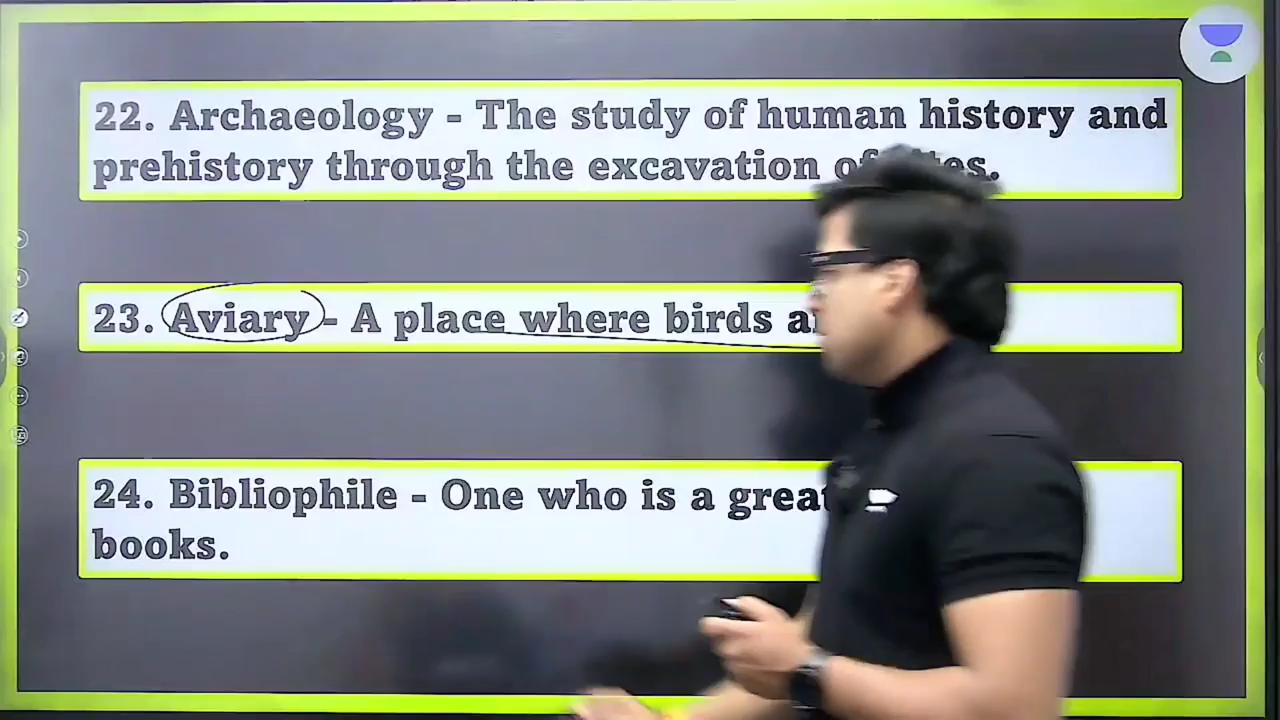 22. Archaeology - The study of human history and
prehistory through the excavation of
23. Aviary - A place where birds
24. Bibliophile - One who is a great
books.